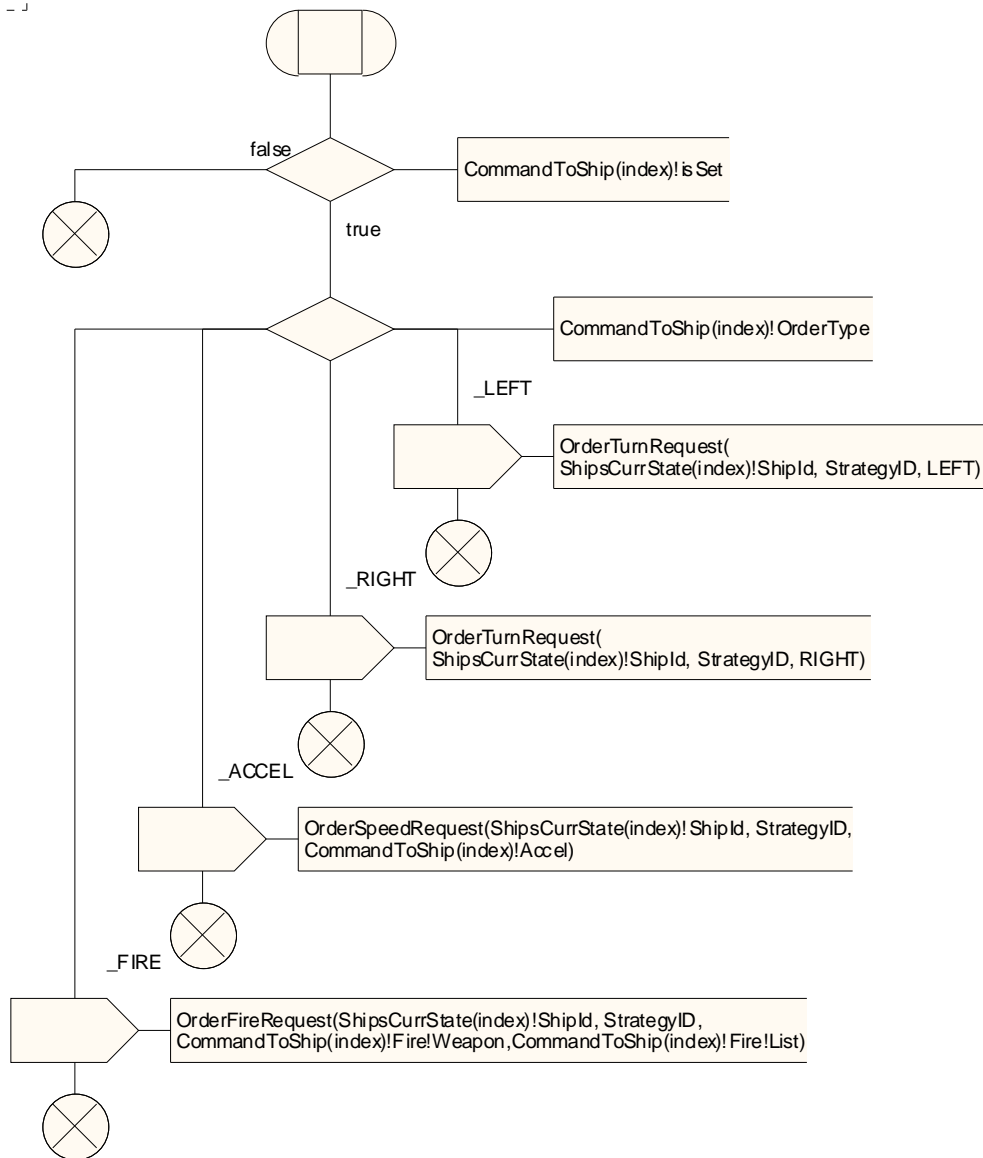 false
CommandToShip(index)!isSet
true
CommandToShip(index)!OrderType
_LEFT
OrderTurnRequest(
ShipsCurrState(index)!ShipId, StrategyID, LEFT)
_RIGHT
OrderTurnRequest(
ShipsCurrState(index)!ShipId, StrategyID, RIGHT)
_ACCEL
OrderSpeedRequest(ShipsCurrState(index)!ShipId, StrategyID,
CommandToShip(index)!Accel)
_FIRE
OrderFireRequest(ShipsCurrState(index)!ShipId, StrategyID,
CommandToShip(index)!Fire!Weapon,CommandToShip(index)!Fire!List)